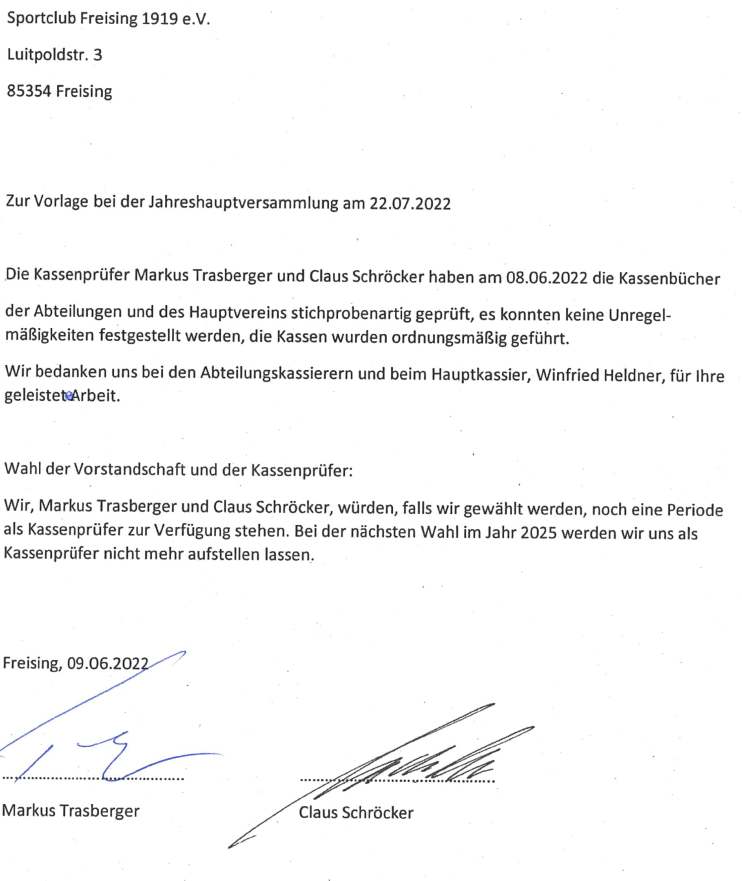 Sportclub Freising 1919 e.V.
Luitpoldstr. 3
85354 Freising
Zur Vorlage bei der Jahreshauptversammlung am 22.07.2022
Die Kassenprüfer Markus Trasberger und Claus Schröcker haben am 08.06.2022 die Kassenbücher
der Abteilungen und des Hauptvereins stichprobenartig geprüft, es konnten keine Unregel-
mäßigkeiten festgestellt werden, die Kassen wurden ordnungsmäßig geführt.
Wir bedanken uns bei den Abteilungskassierern und beim Hauptkassier, Winfried Heldner, für Ihre
geleistete Arbeit.
Wahl der Vorstandschaft und der Kassenprüfer:
Wir, Markus Trasberger und Claus Schröcker, würden, falls wir gewählt werden, noch eine Periode
als Kassenprüfer zur Verfügung stehen. Bei der nächsten Wahl im Jahr 2025 werden wir uns als
Kassenprüfer nicht mehr aufstellen lassen.
Freising, 09.06.2022
Markus Trasberger
Claus Schröcker